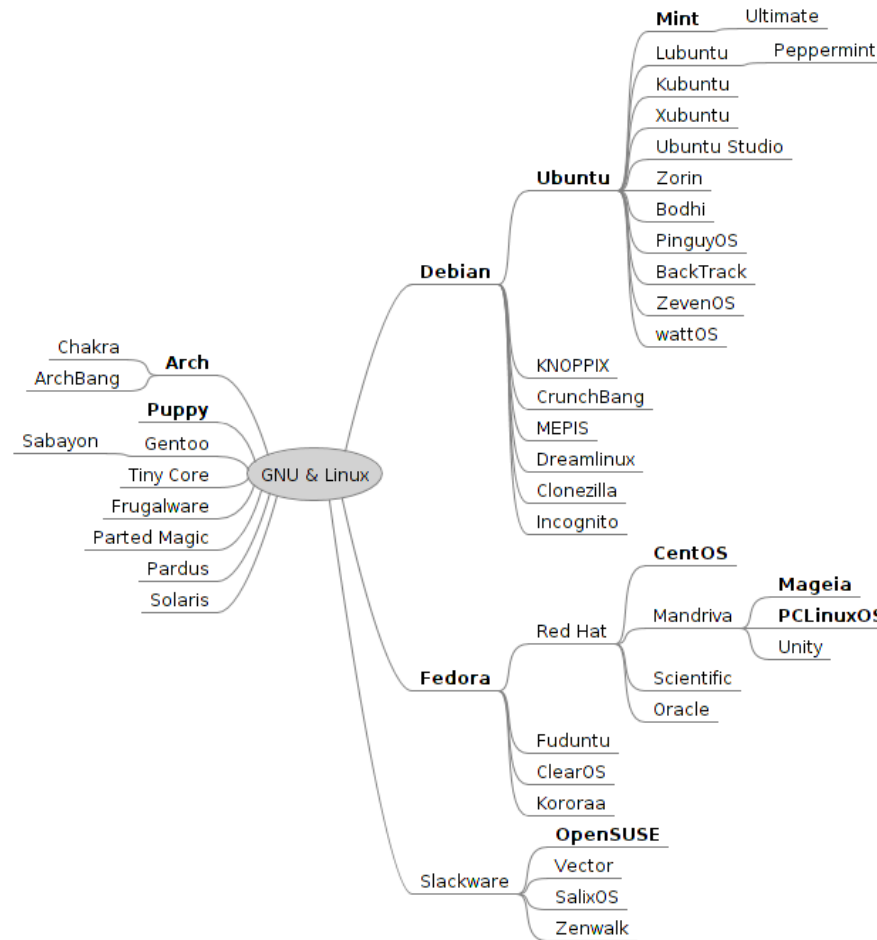 GNU & Linux
Arch
Chakra
ArchBang
Puppy
Gentoo
Sabayon
Tiny Core
Frugalware
Parted Magic
Pardus
Solaris
Debian
Ubuntu
Mint
Ultimate
Lubuntu
Peppermint
Kubuntu
Xubuntu
Ubuntu Studio
Zorin
Bodhi
PinguyOS
BackTrack
ZevenOS
wattOS
KNOPPIX
CrunchBang
MEPIS
Dreamlinux
Clonezilla
Incognito
Fedora
Red Hat
CentOS
Mandriva
Mageia
PCLinuxOS
Unity
Scientific
Oracle
Fuduntu
ClearOS
Kororaa
Slackware
OpenSUSE
Vector
SalixOS
Zenwalk